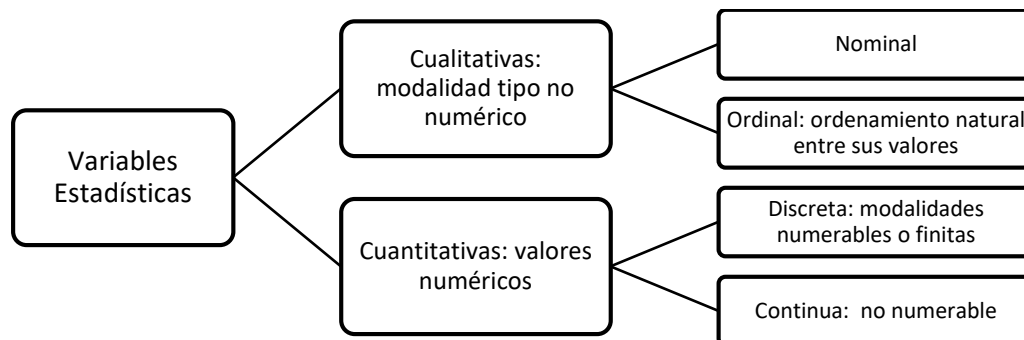 Variables
Estadísticas
Cualitativas:
modalidad tipo no
numérico
Nominal
Ordinal: ordenamiento natural
entre sus valores
Cuantitativas: valores
numéricos
Discreta: modalidades
numerables o finitas
Continua: no numerable